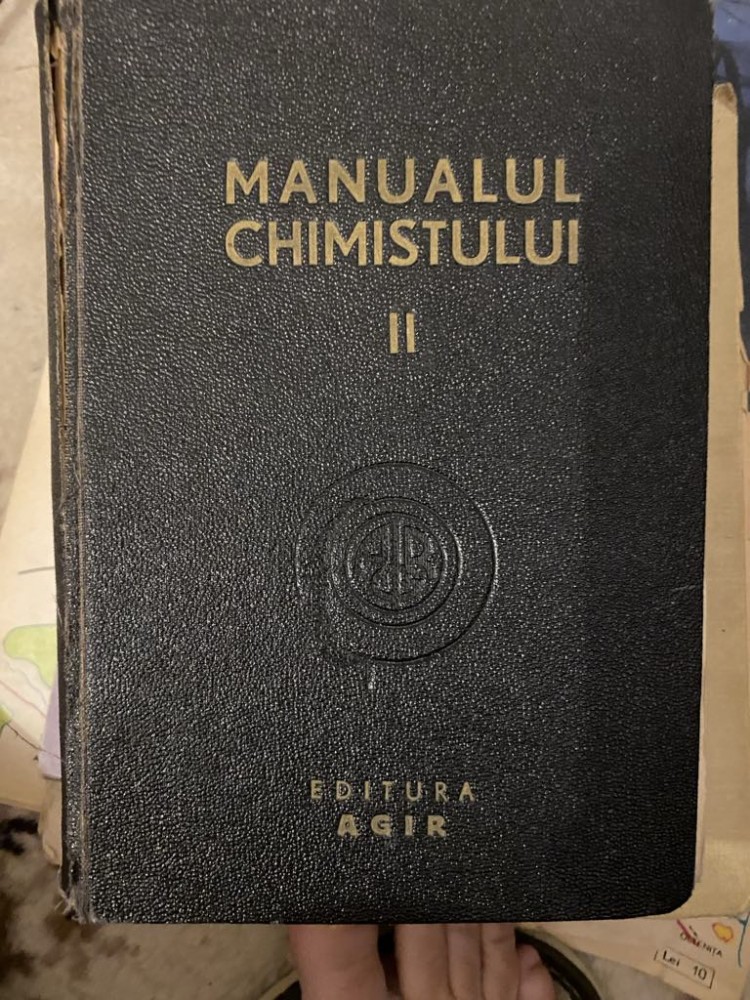 MANUALUL
CHIMISTULUI
II
EDITURA
AGIR
Lei 10